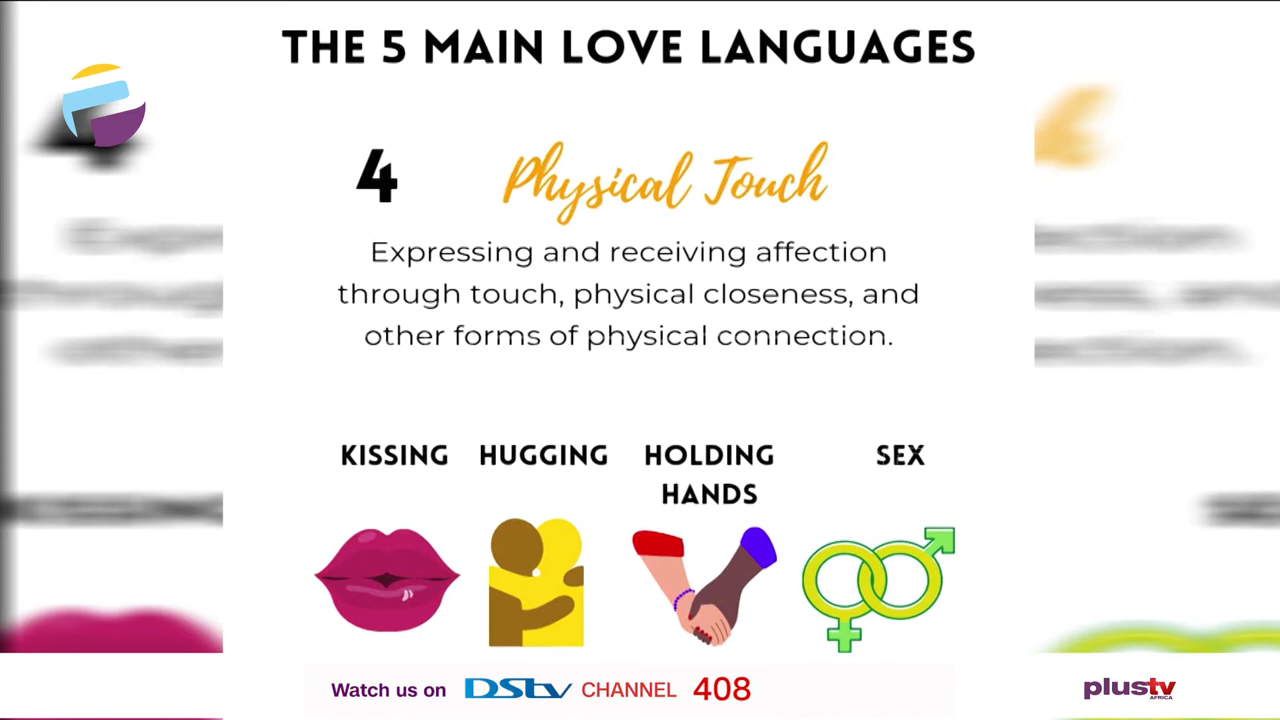 THE 5 MAIN LOVE LANGUAGES
4 Physical Touch
Expressing and receiving affection
through touch, physical closeness, and
other forms of physical connection.
KISSING HUGGING HOLDING HANDS SEX
Watch us on DStv CHANNEL 408
plustv
AFRICA